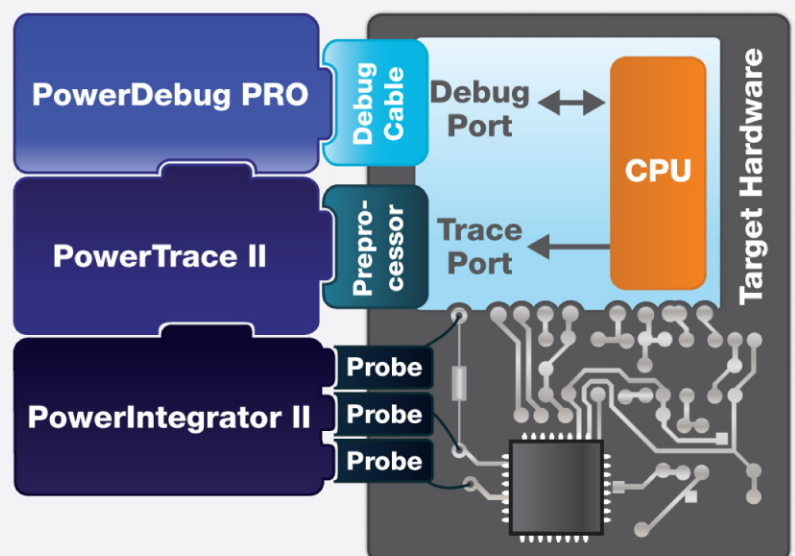 PowerDebug PRO
Debug
Cable
Debug
Port
CPU
Target Hardware
PowerTrace II
Prepro-
cessor
Trace
Port
PowerIntegrator II
Probe
Probe
Probe